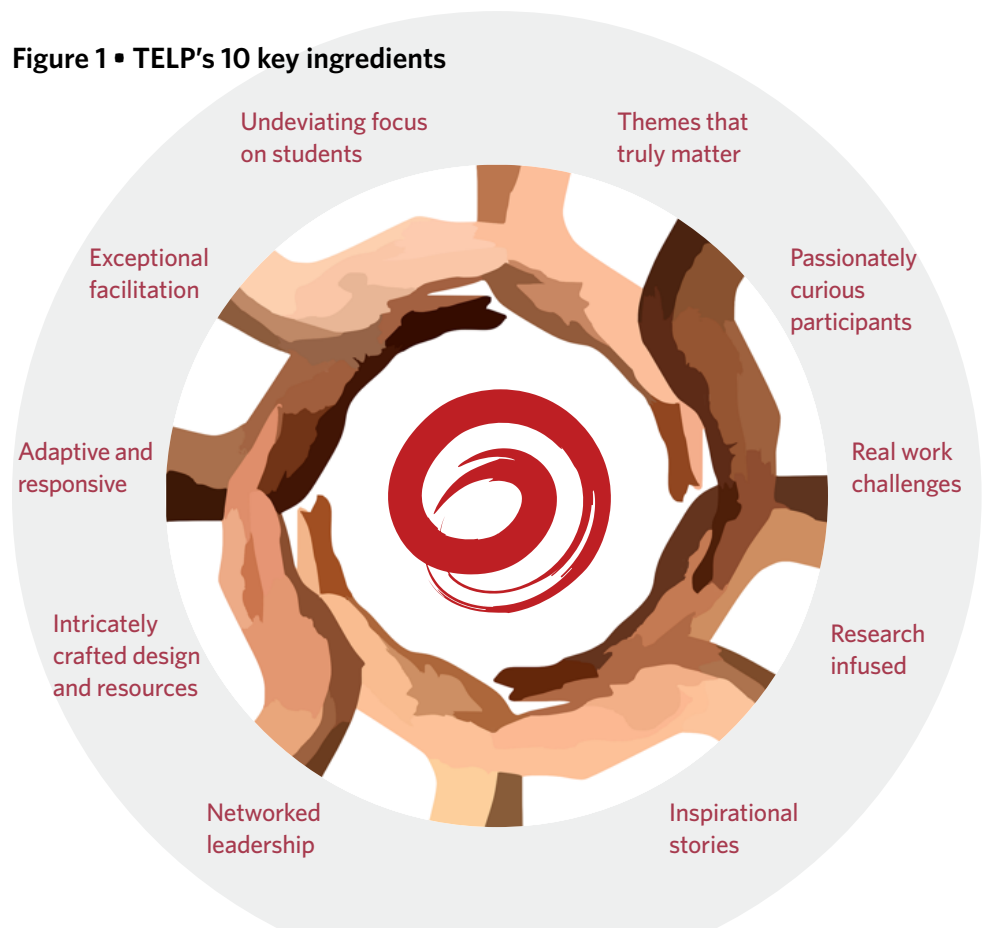 Figure 1 • TELP's 10 key ingredients
Undeviating focus
on students
Themes that
truly matter
Passionately
curious
participants
Real work
challenges
Research
infused
Inspirational
stories
Networked
leadership
Intricately
crafted design
and resources
Adaptive and
responsive
Exceptional
facilitation